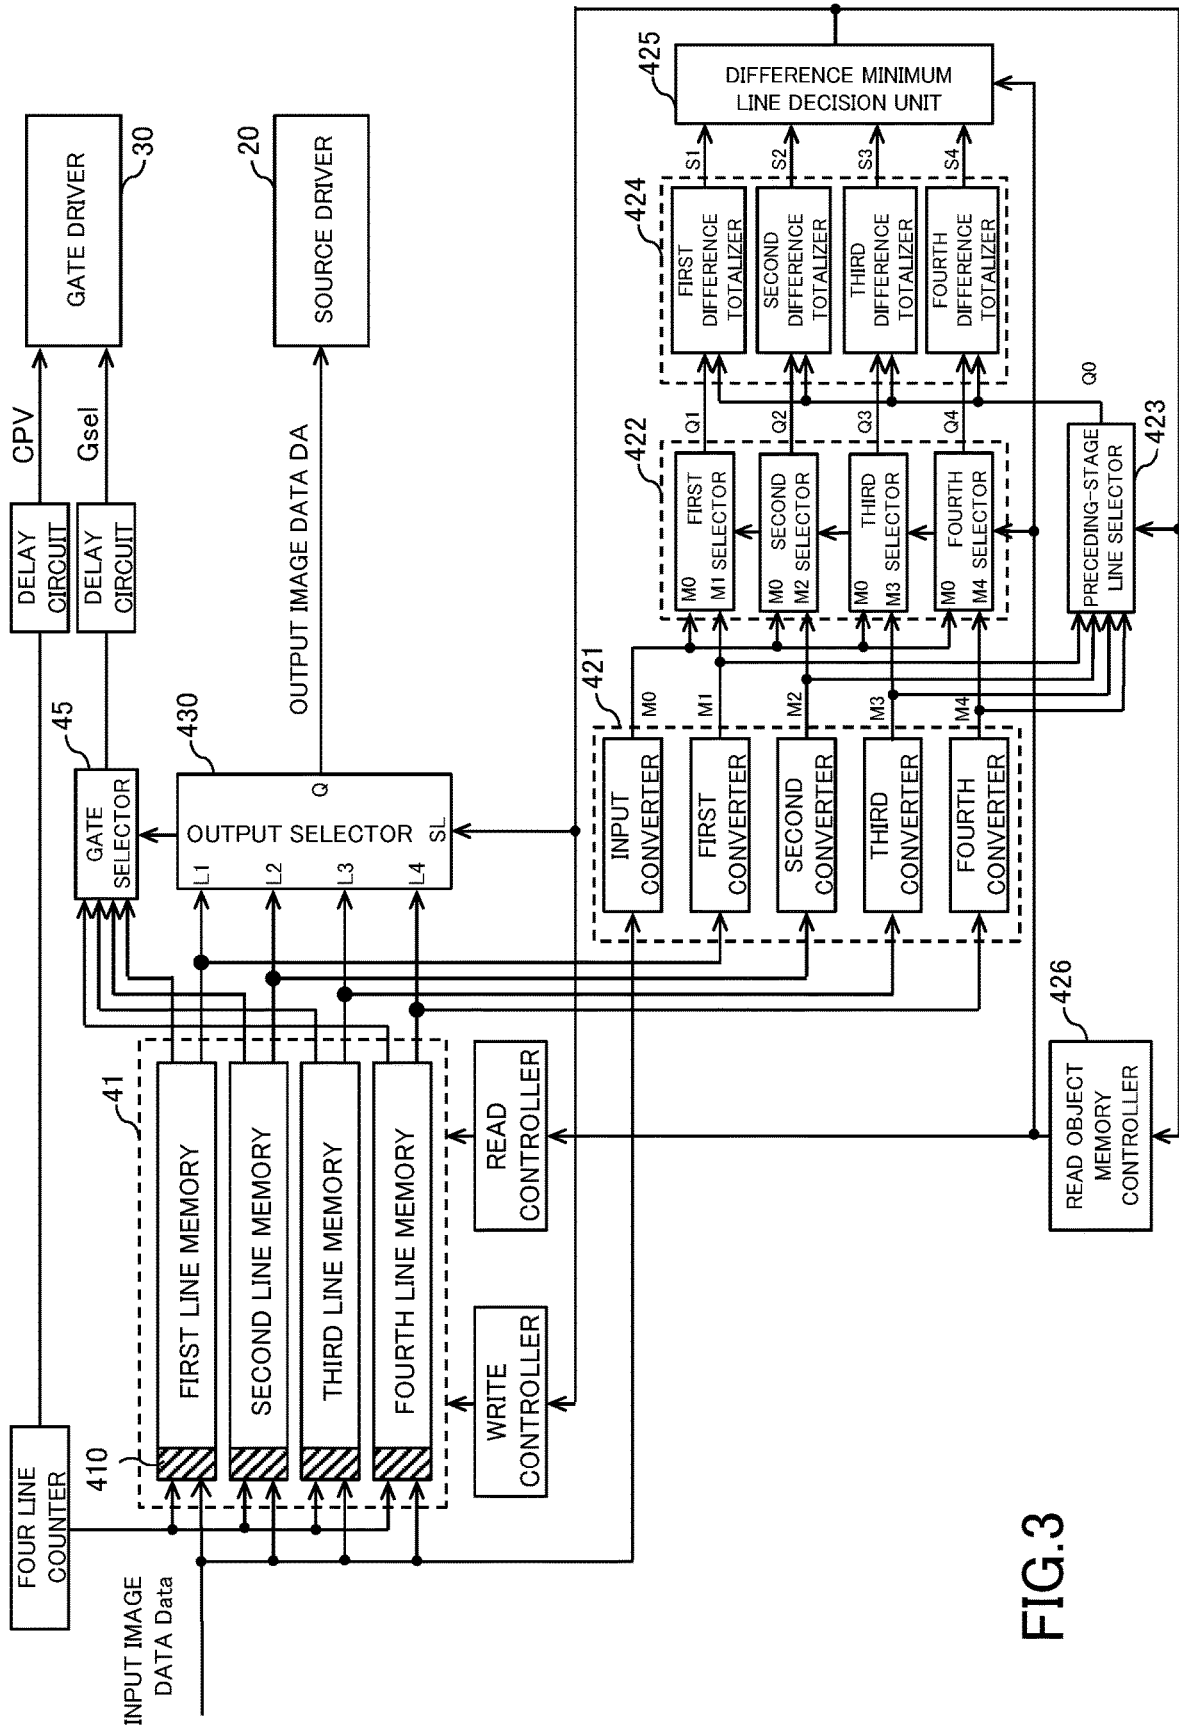 FOUR LINE
COUNTER
DELAY
CIRCUIT
CPV
DELAY
CIRCUIT
Gsel
GATE DRIVER
30
INPUT IMAGE
DATA Data
410
41
FIRST LINE MEMORY
SECOND LINE MEMORY
THIRD LINE MEMORY
FOURTH LINE MEMORY
WRITE
CONTROLLER
READ
CONTROLLER
GATE
SELECTOR
45
430
OUTPUT SELECTOR
L1
L2
L3
L4
Q
SL
OUTPUT IMAGE DATA DA
SOURCE DRIVER
20
421
INPUT
CONVERTER
FIRST
CONVERTER
SECOND
CONVERTER
THIRD
CONVERTER
FOURTH
CONVERTER
M0
M1
M2
M3
M4
422
M0
FIRST
M1
SELECTOR
M0
SECOND
M2
SELECTOR
M0
THIRD
M3
SELECTOR
M0
FOURTH
M4
SELECTOR
PRECEDING-STAGE
LINE SELECTOR
423
Q1
Q2
Q3
Q4
Q0
424
FIRST
DIFFERENCE
TOTALIZER
SECOND
DIFFERENCE
TOTALIZER
THIRD
DIFFERENCE
TOTALIZER
FOURTH
DIFFERENCE
TOTALIZER
S1
S2
S3
S4
425
DIFFERENCE MINIMUM
LINE DECISION UNIT
READ OBJECT
MEMORY
CONTROLLER
426
FIG.3